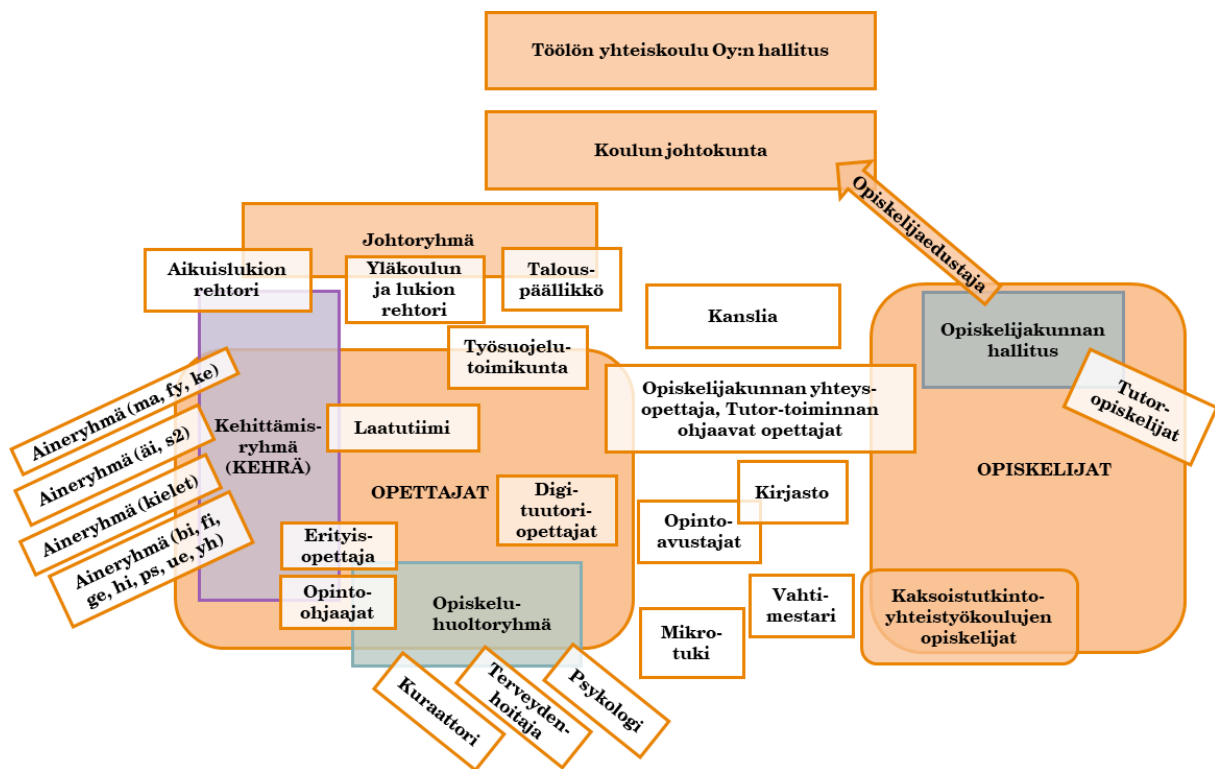 Töölön yhteiskoulu Oy:n hallitus
Koulun johtokunta
Opiskelijaedustaja
Johtoryhmä
Aikuislukion
rehtori
Yläkoulun
ja lukion
rehtori
Talous-
päällikkö
Kanslia
Opiskelijakunnan
hallitus
Työsuojelu-
toimikunta
Opiskelijakunnan yhteys-
opettaja, Tutor-toiminnan
ohjaavat opettajat
Tutor-
opiskelijat
Aineryhmä (ma, fy, ke)
Aineryhmä (äi, s2)
Aineryhmä (kielet)
Aineryhmä (bi, fi,
ge, hi, ps, ue, yh)
Kehittämis-
ryhmä
(KEHRÄ)
Laatutiimi
OPETTAJAT
Digi-
tuutori-
opettajat
OPISKELIJAT
Kirjasto
Opinto-
avustajat
Erityis-
opettaja
Opinto-
ohjaajat
Opiskelu-
huoltoryhmä
Vahti-
mestari
Mikro-
tuki
Kaksoistutkinto-
yhteistyökoulujen
opiskelijat
Kuraattori
Terveyden-
hoitaja
Psykologi